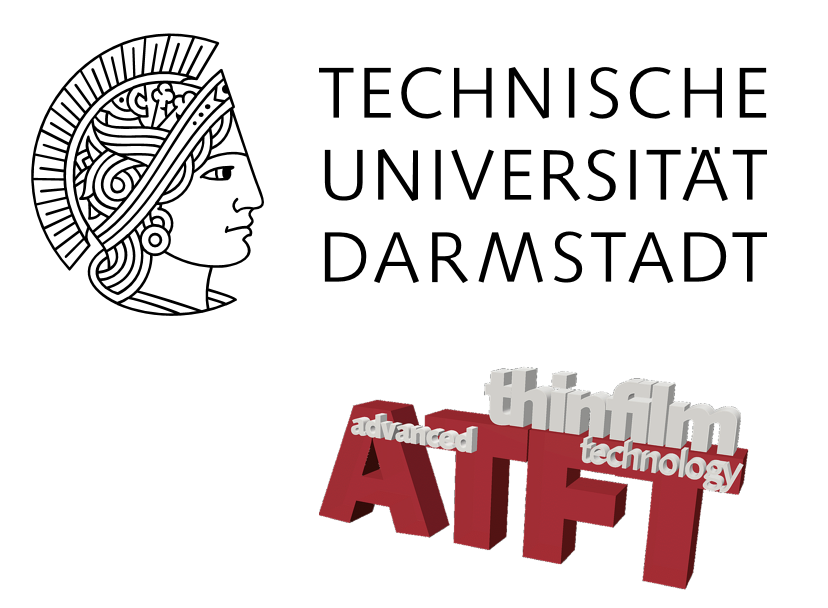 TECHNISCHE
UNIVERSITÄT
DARMSTADT
thinfilm
advanced
technology
ATFT